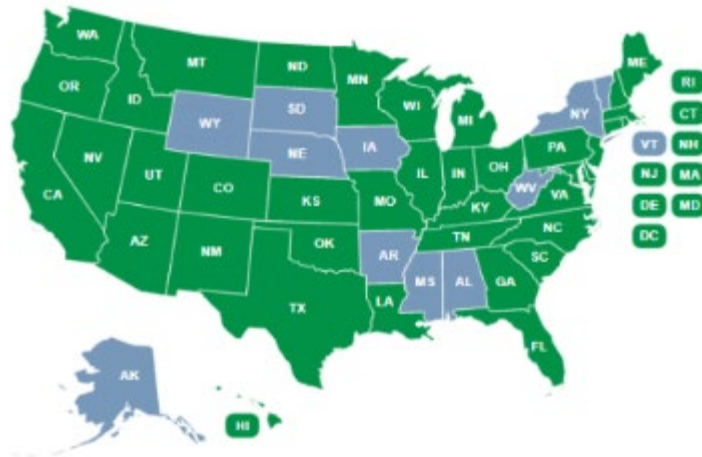 WA
MT
ND
MN
ME
OR
ID
WY
SD
WI
MI
NY
RI
CT
VT
NH
NV
UT
CO
NE
IA
IL
IN
OH
PA
NJ
MA
CA
KS
MO
KY
WV
VA
DE
MD
DC
AZ
NM
OK
AR
TN
NC
SC
TX
LA
MS
AL
GA
FL
AK
HI